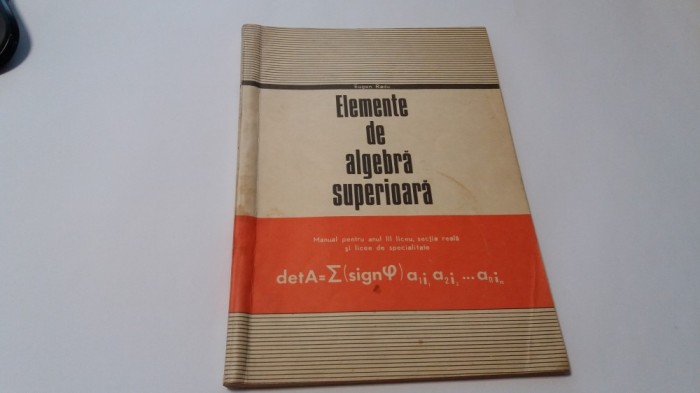 Eugen Radu
Elemente
de
algebră
superioară
Manual pentru anul III liceu, secția reală
și licee de specialitate
detA=Σ(signφ)a₁ᵢ₁a₂ᵢ₂...aₙᵢₙ